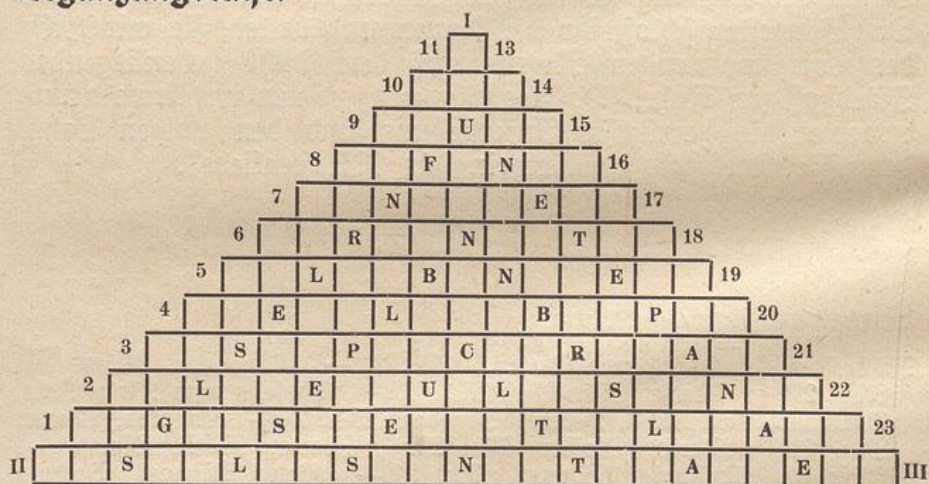 I
11 13
10 14
9 U 15
8 F N 16
7 N E 17
6 R N T 18
5 L B N E 19
4 E L B P 20
3 S P C R A 21
2 L E U L S N 22
1 G S E T L A 23
II S L S N T A E III